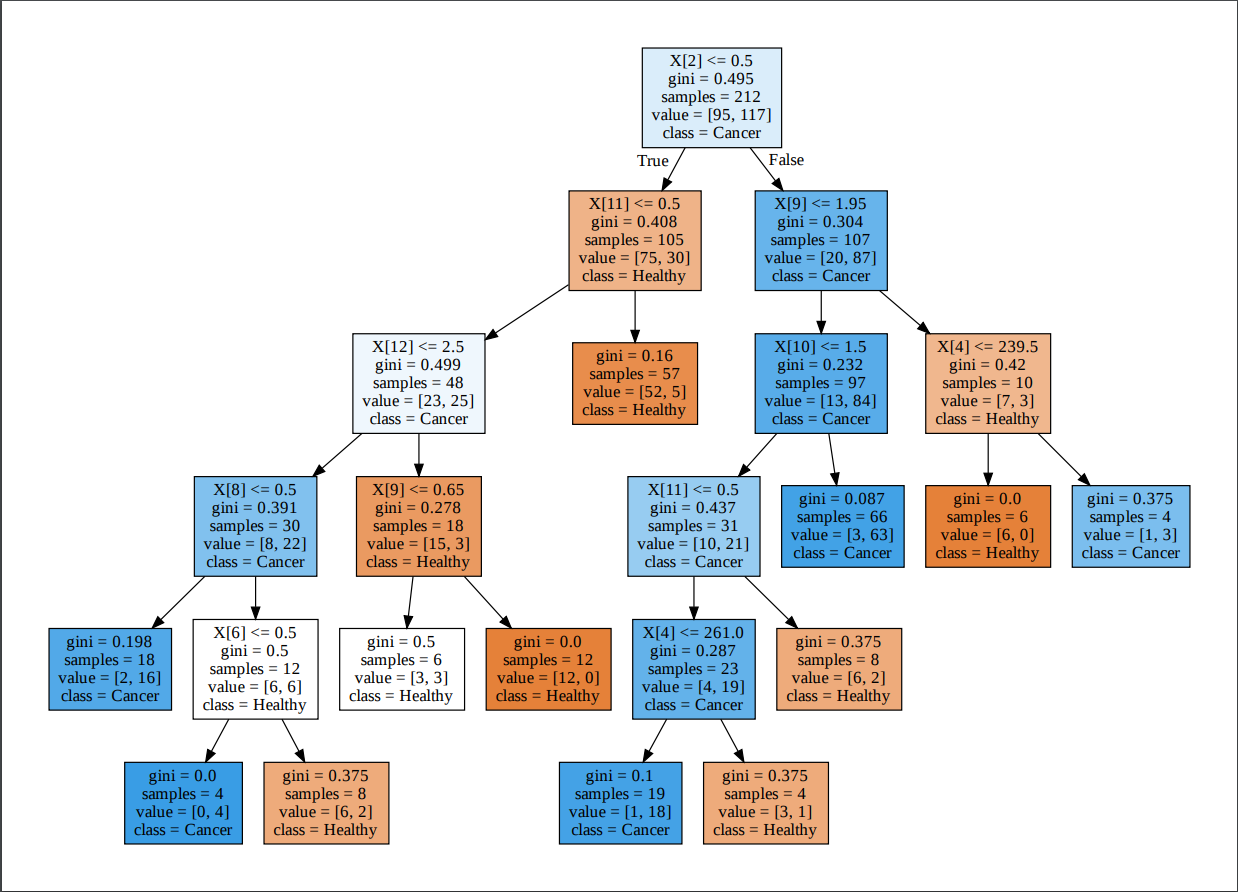 X[2] <= 0.5
gini = 0.495
samples = 212
value = [95, 117]
class = Cancer
True
False
X[11] <= 0.5
gini = 0.408
samples = 105
value = [75, 30]
class = Healthy
X[9] <= 1.95
gini = 0.304
samples = 107
value = [20, 87]
class = Cancer
X[12] <= 2.5
gini = 0.499
samples = 48
value = [23, 25]
class = Cancer
gini = 0.16
samples = 57
value = [52, 5]
class = Healthy
X[10] <= 1.5
gini = 0.232
samples = 97
value = [13, 84]
class = Cancer
X[4] <= 239.5
gini = 0.42
samples = 10
value = [7, 3]
class = Healthy
X[8] <= 0.5
gini = 0.391
samples = 30
value = [8, 22]
class = Cancer
X[9] <= 0.65
gini = 0.278
samples = 18
value = [15, 3]
class = Healthy
X[11] <= 0.5
gini = 0.437
samples = 31
value = [10, 21]
class = Cancer
gini = 0.087
samples = 66
value = [3, 63]
class = Cancer
gini = 0.0
samples = 6
value = [6, 0]
class = Healthy
gini = 0.375
samples = 4
value = [1, 3]
class = Cancer
gini = 0.198
samples = 18
value = [2, 16]
class = Cancer
X[6] <= 0.5
gini = 0.5
samples = 12
value = [6, 6]
class = Healthy
gini = 0.5
samples = 6
value = [3, 3]
class = Healthy
gini = 0.0
samples = 12
value = [12, 0]
class = Healthy
X[4] <= 261.0
gini = 0.287
samples = 23
value = [4, 19]
class = Cancer
gini = 0.375
samples = 8
value = [6, 2]
class = Healthy
gini = 0.0
samples = 4
value = [0, 4]
class = Cancer
gini = 0.375
samples = 8
value = [6, 2]
class = Healthy
gini = 0.1
samples = 19
value = [1, 18]
class = Cancer
gini = 0.375
samples = 4
value = [3, 1]
class = Healthy